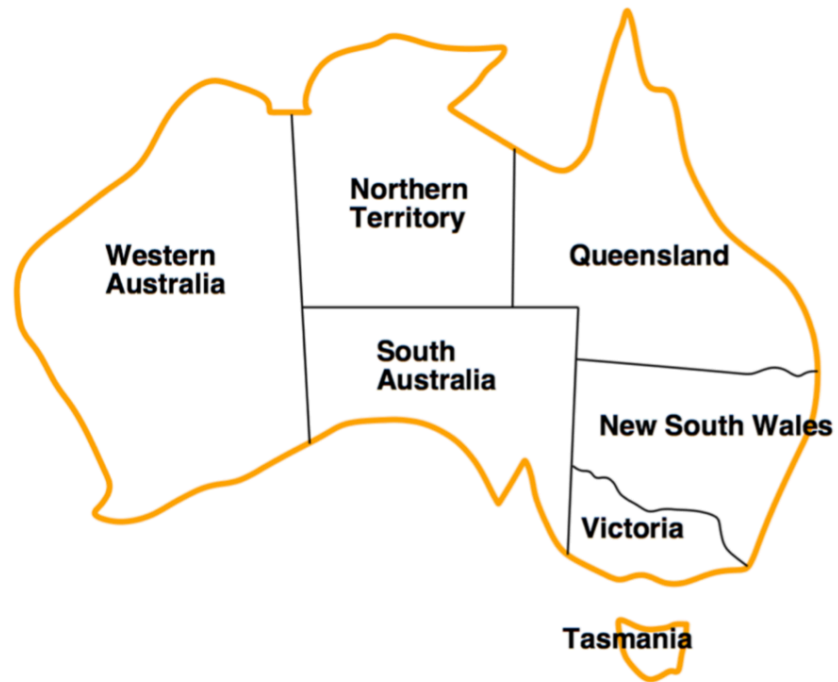 Northern
Territory
Western
Australia
Queensland
South
Australia
New South Wales
Victoria
Tasmania